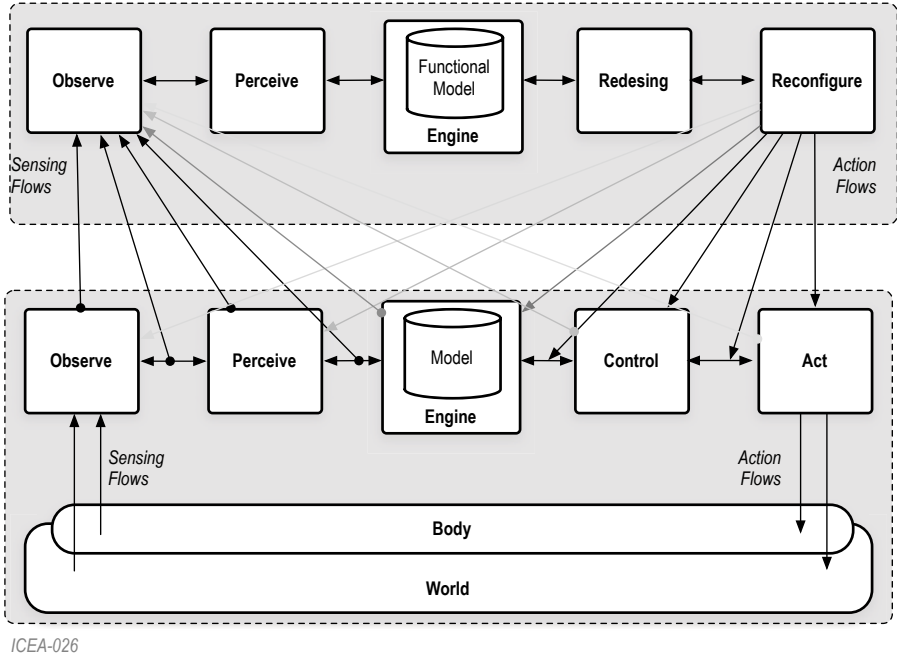 Observe
Perceive
Functional
Model
Engine
Redesing
Reconfigure
Sensing
Flows
Action
Flows
Observe
Perceive
Model
Engine
Control
Act
Sensing
Flows
Action
Flows
Body
World
ICEA-026